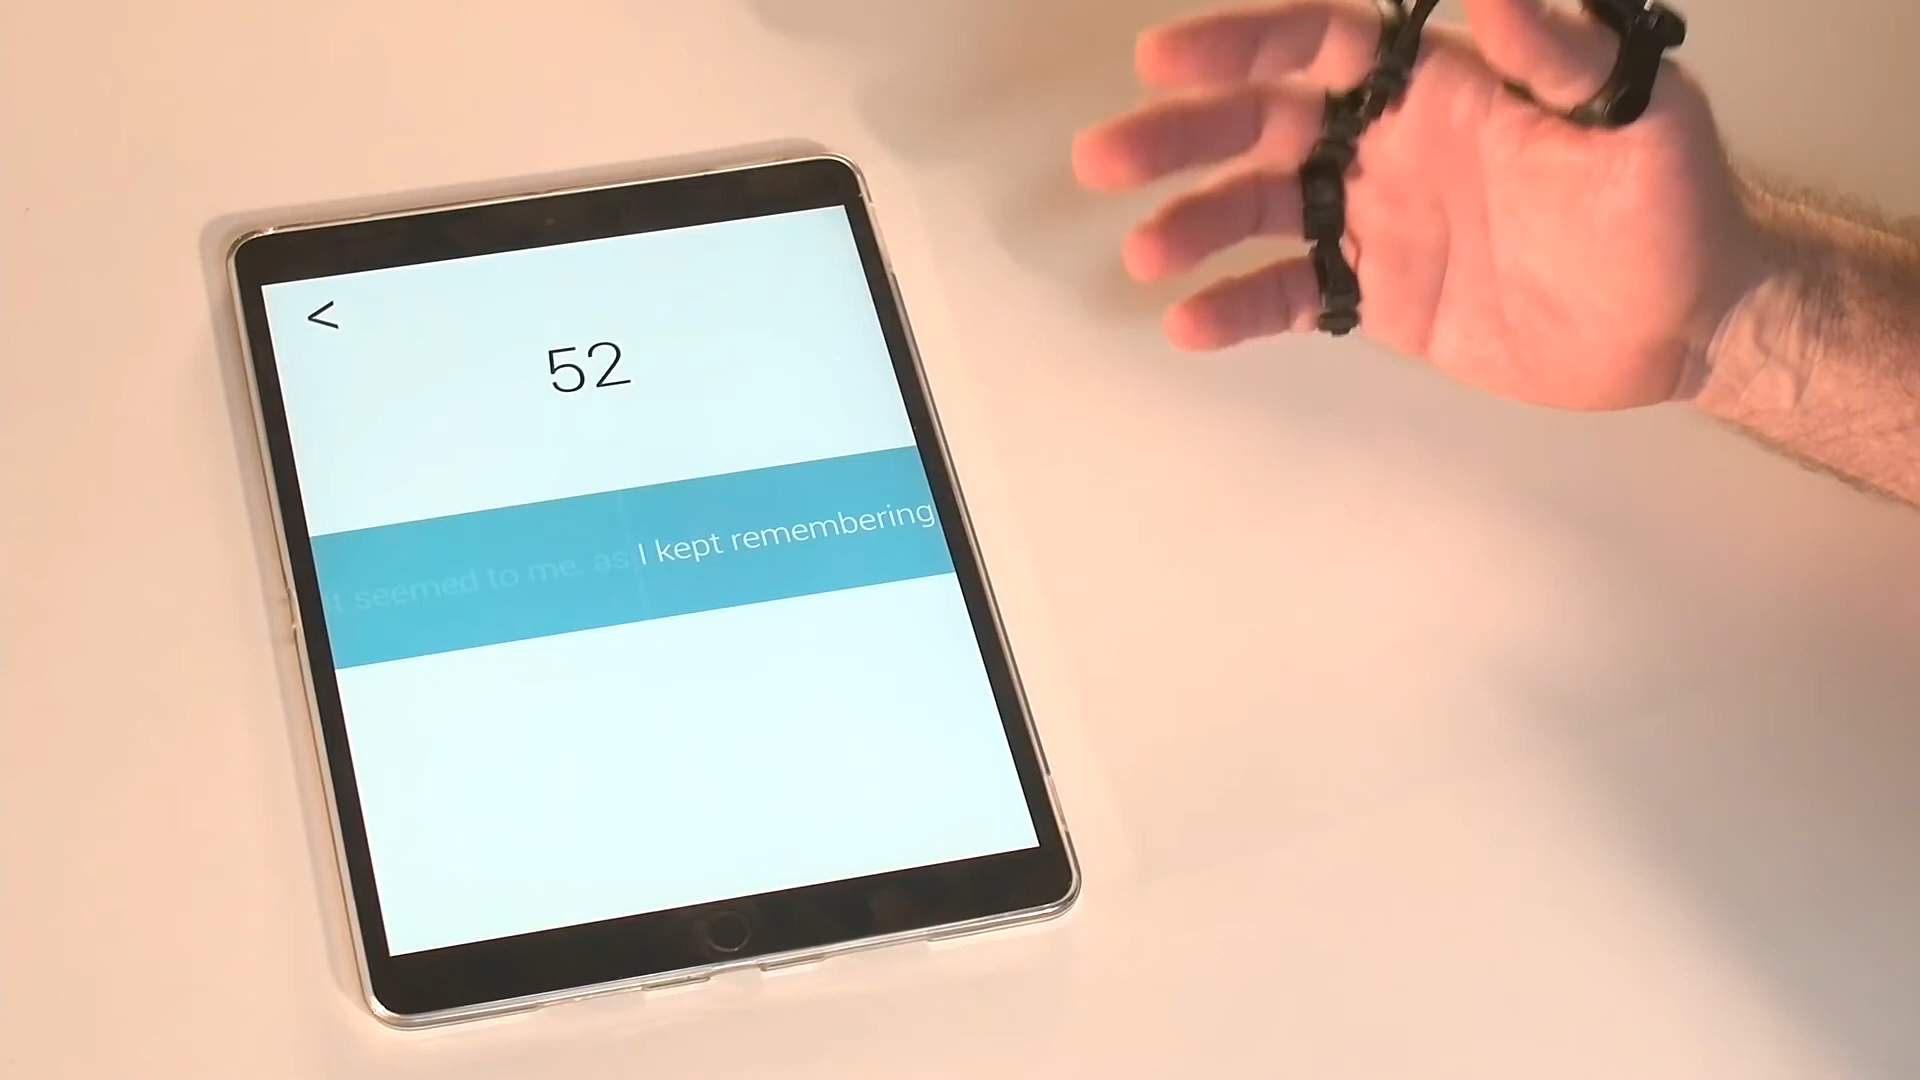 <
52
t seemed to me, as I kept remembering